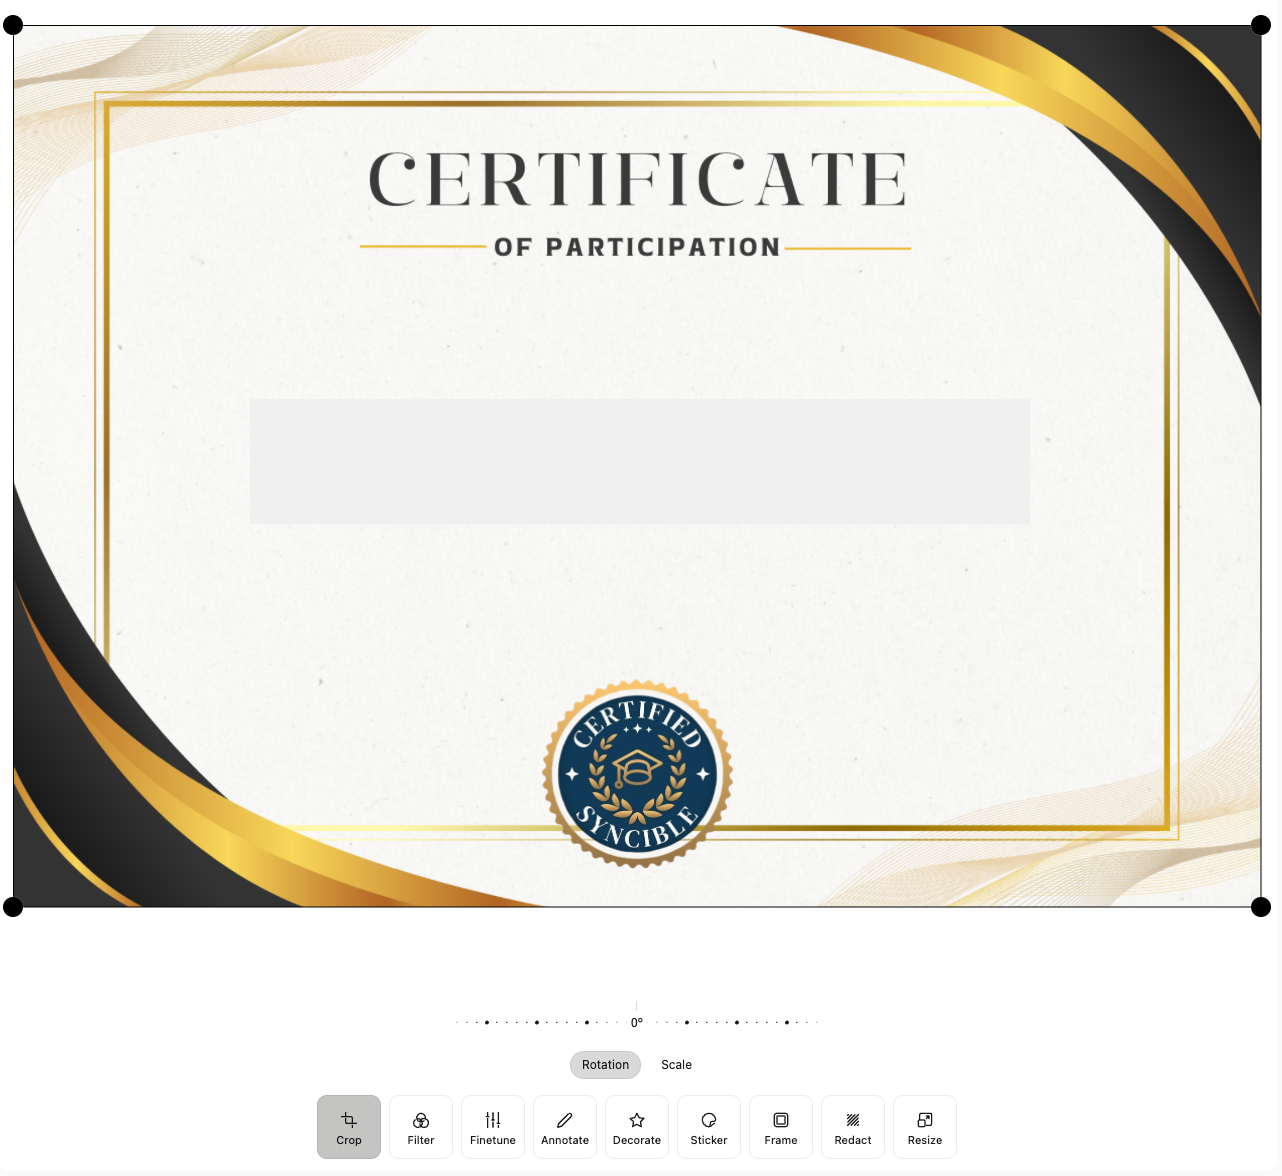 CERTIFICATE
OF PARTICIPATION
CERTIFIED
SYNCIBLE
0°
Rotation Scale
Crop Filter Finetune Annotate Decorate Sticker Frame Redact Resize